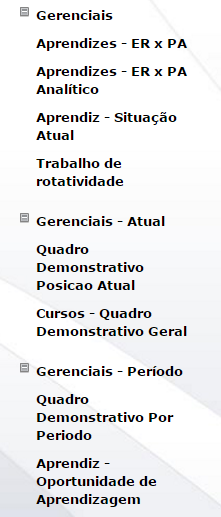 Gerenciais
Aprendizes - ER x PA
Aprendizes - ER x PA
Analítico
Aprendiz - Situação
Atual
Trabalho de
rotatividade
Gerenciais - Atual
Quadro
Demonstrativo
Posicao Atual
Cursos - Quadro
Demonstrativo Geral
Gerenciais - Período
Quadro
Demonstrativo Por
Periodo
Aprendiz -
Oportunidade de
Aprendizagem